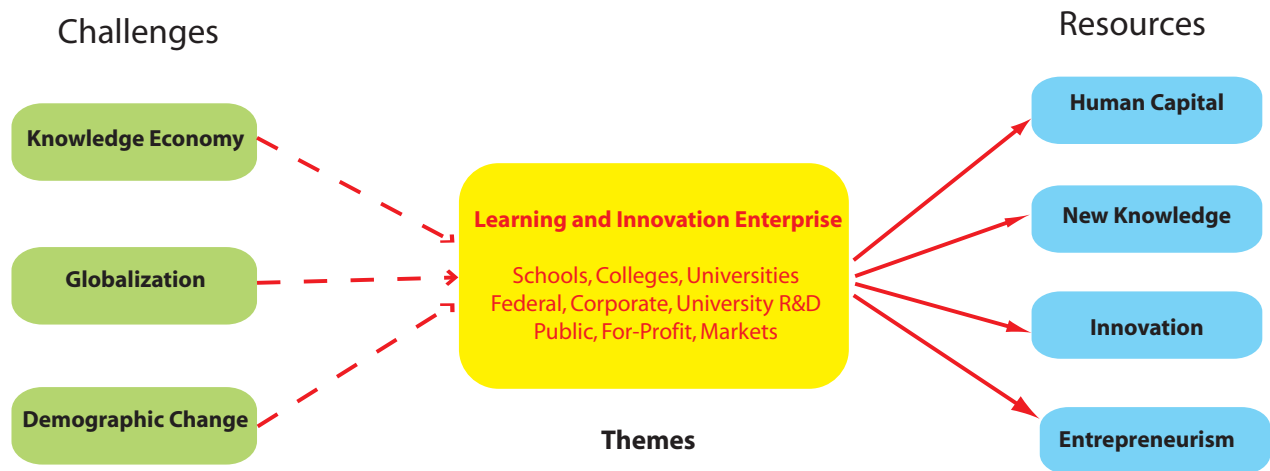 Challenges
Resources
Knowledge Economy
Globalization
Demographic Change
Learning and Innovation Enterprise
Schools, Colleges, Universities
Federal, Corporate, University R&D
Public, For-Profit, Markets
Themes
Human Capital
New Knowledge
Innovation
Entrepreneurism